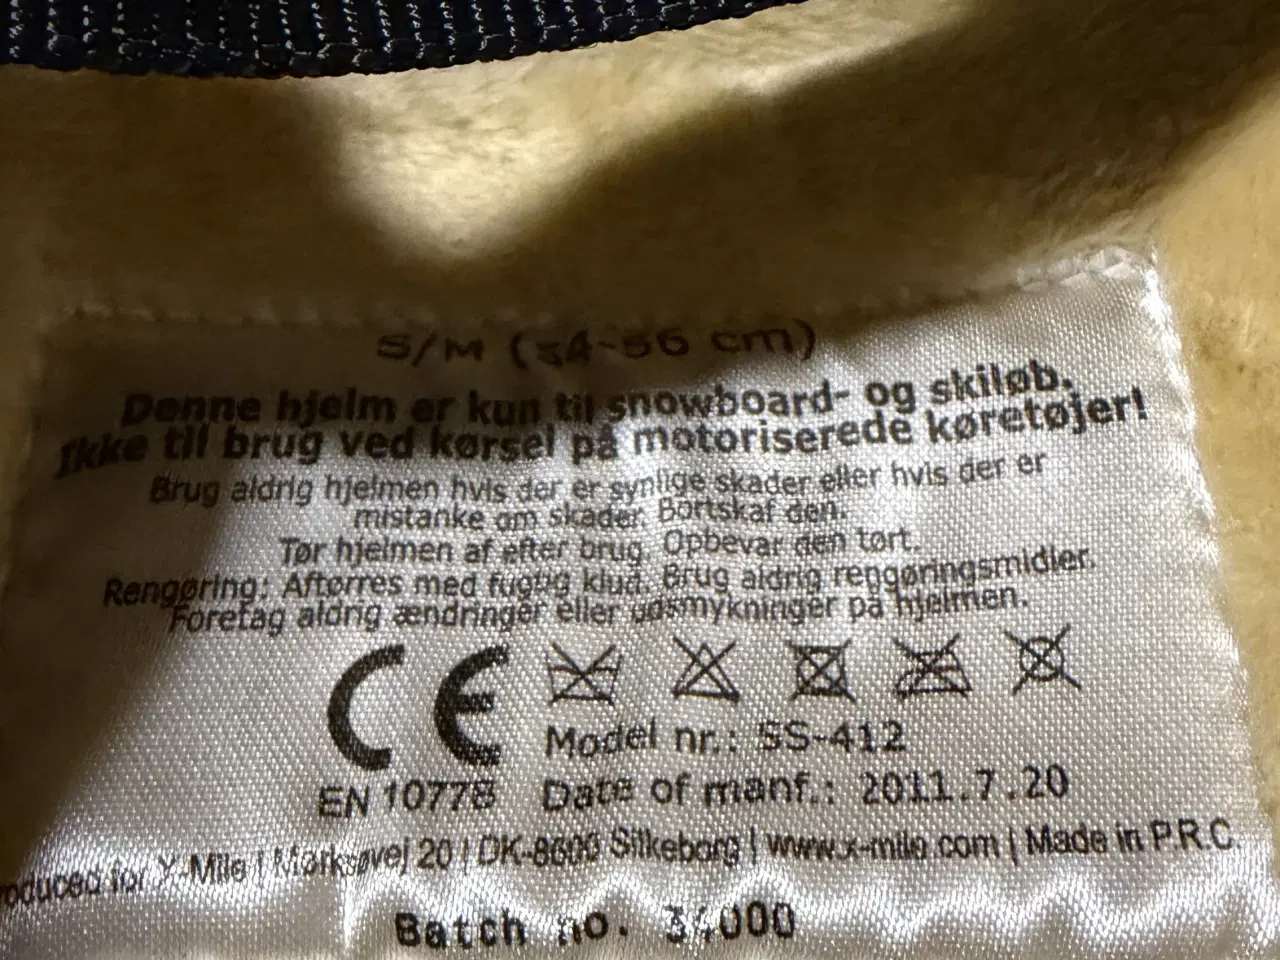 S/M (54-56 cm)
Denne hjelm er kun til snowboard- og skiløb.
Ikke til brug ved kørsel på motoriserede køretøjer!
Brug aldrig hjelmen hvis der er synlige skader eller hvis der er
mistanke om skader. Bortskaf den.
Tør hjelmen af efter brug. Opbevar den tørt.
Rengøring: Aftørres med fugtig klud. Brug aldrig rengøringsmidler.
Foretag aldrig ændringer eller udsmykninger på hjelmen.
CE
Model nr.: SS-412
EN 10778 Date of manf.: 2011.7.20
oduced for X-Mile | Mørksøvej 20 | DK-8600 Silkeborg | www.x-mile.com | Made in P.R.C.
Batch no. 34000